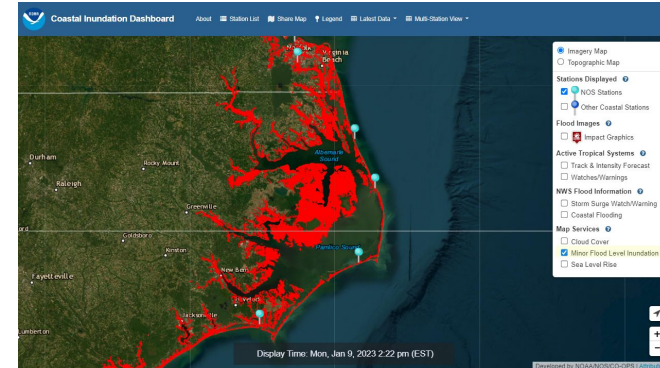 NOAA
Coastal Inundation Dashboard
About
Station List
Share Map
Legend
Latest Data
Multi-Station View
Imagery Map
Topographic Map
Stations Displayed
NOS Stations
Other Coastal Stations
Flood Images
Impact Graphics
Active Tropical Systems
Track & Intensity Forecast
Watches/Warnings
NWS Flood Information
Storm Surge Watch/Warning
Coastal Flooding
Map Services
Cloud Cover
Minor Flood Level Inundation
Sea Level Rise
Virginia
Beach
Durham
Rocky Mount
Albemarle
Sound
Raleigh
Greenville
Goldsboro
Kinston
Pamlico Sound
Fayetteville
New Bern
Jacksonville
Lumberton
+
−
Display Time: Mon, Jan 9, 2023 2:22 pm (EST)
Developed by NOAA/NOS/CO-OPS |